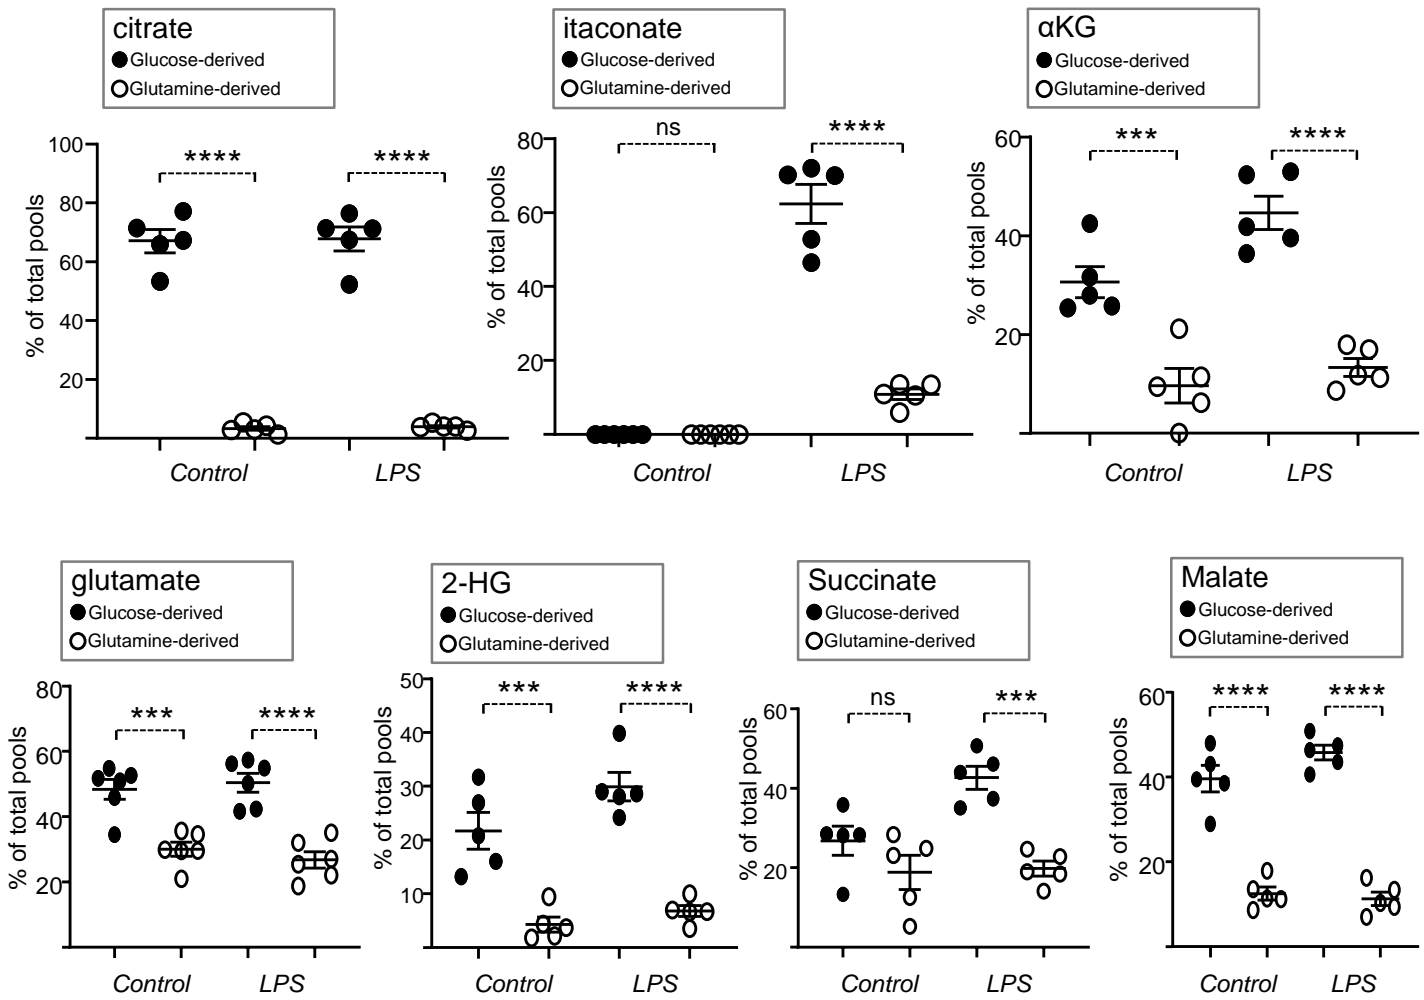 citrate
Glucose-derived
Glutamine-derived
% of total pools
100
80
60
40
20
****
****
Control
LPS
itaconate
Glucose-derived
Glutamine-derived
% of total pools
80
60
40
20
ns
****
Control
LPS
αKG
Glucose-derived
Glutamine-derived
% of total pools
60
40
20
***
****
Control
LPS
glutamate
Glucose-derived
Glutamine-derived
% of total pools
80
60
40
20
***
****
Control
LPS
2-HG
Glucose-derived
Glutamine-derived
% of total pools
50
40
30
20
10
***
****
Control
LPS
Succinate
Glucose-derived
Glutamine-derived
% of total pools
60
40
20
ns
***
Control
LPS
Malate
Glucose-derived
Glutamine-derived
% of total pools
60
40
20
****
****
Control
LPS